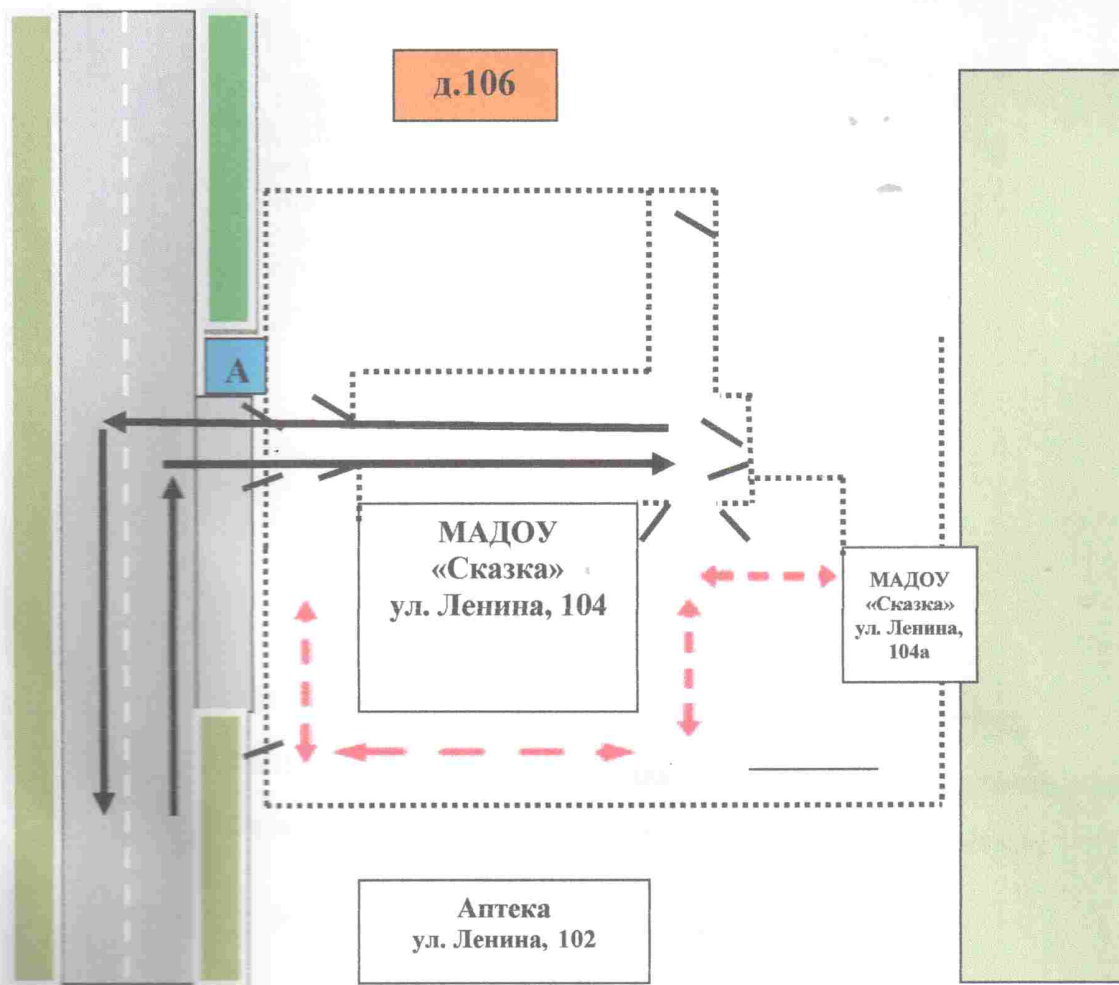 д.106
А
МАДОУ
«Сказка»
ул. Ленина, 104
МАДОУ
«Сказка»
ул. Ленина,
104а
Аптека
ул. Ленина, 102